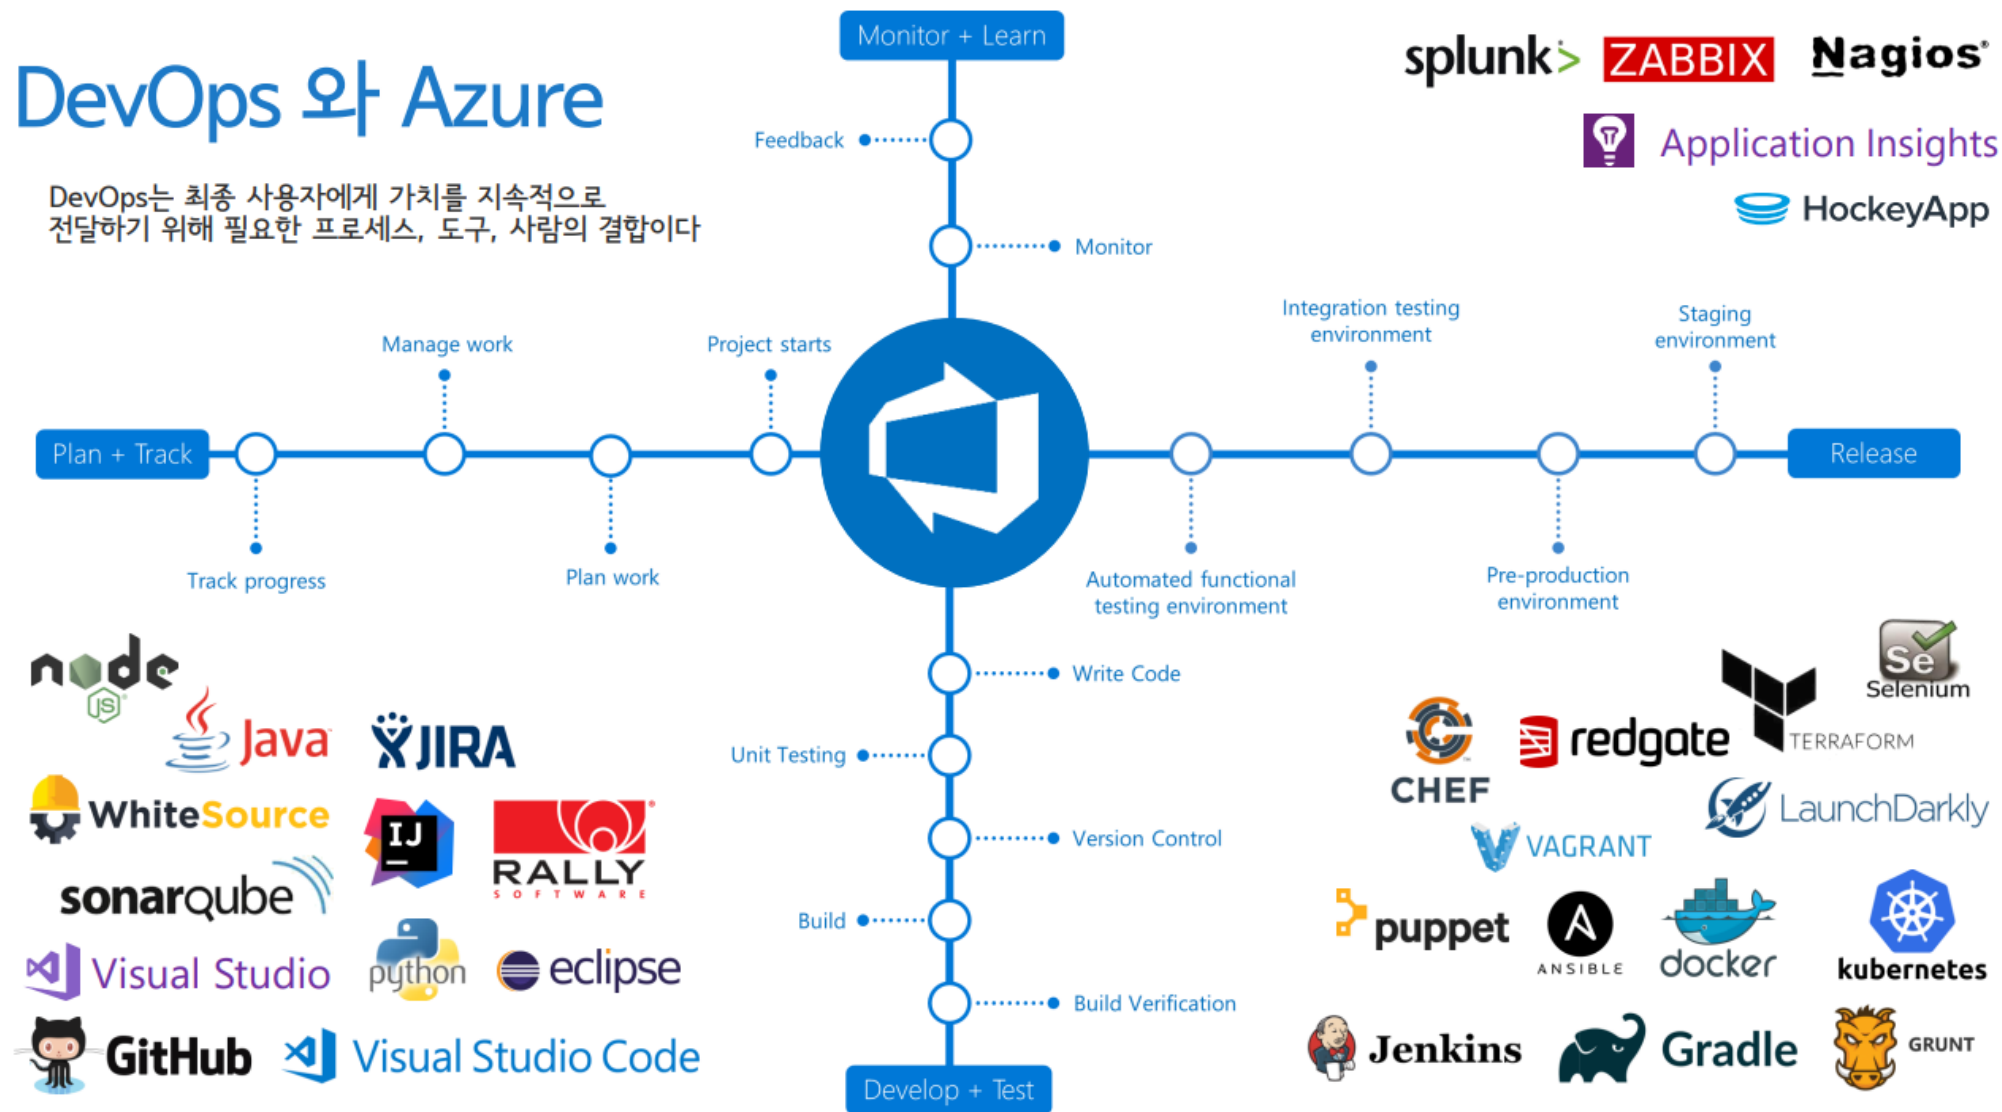 DevOps 와 Azure
DevOps는 최종 사용자에게 가치를 지속적으로
전달하기 위해 필요한 프로세스, 도구, 사람의 결합이다
Monitor + Learn
Feedback
Monitor
splunk>
ZABBIX
Nagios®
Application Insights
HockeyApp
Plan + Track
Track progress
Manage work
Plan work
Project starts
Automated functional
testing environment
Integration testing
environment
Pre-production
environment
Staging
environment
Release
Write Code
Unit Testing
Version Control
Build
Build Verification
Develop + Test
node
JS
Java
JIRA
WhiteSource
IJ
RALLY
SOFTWARE
sonarqube
Visual Studio
python
eclipse
GitHub
Visual Studio Code
Se
Selenium
TERRAFORM
redgate
CHEF
LaunchDarkly
VAGRANT
puppet
A
ANSIBLE
docker
kubernetes
Jenkins
Gradle
GRUNT